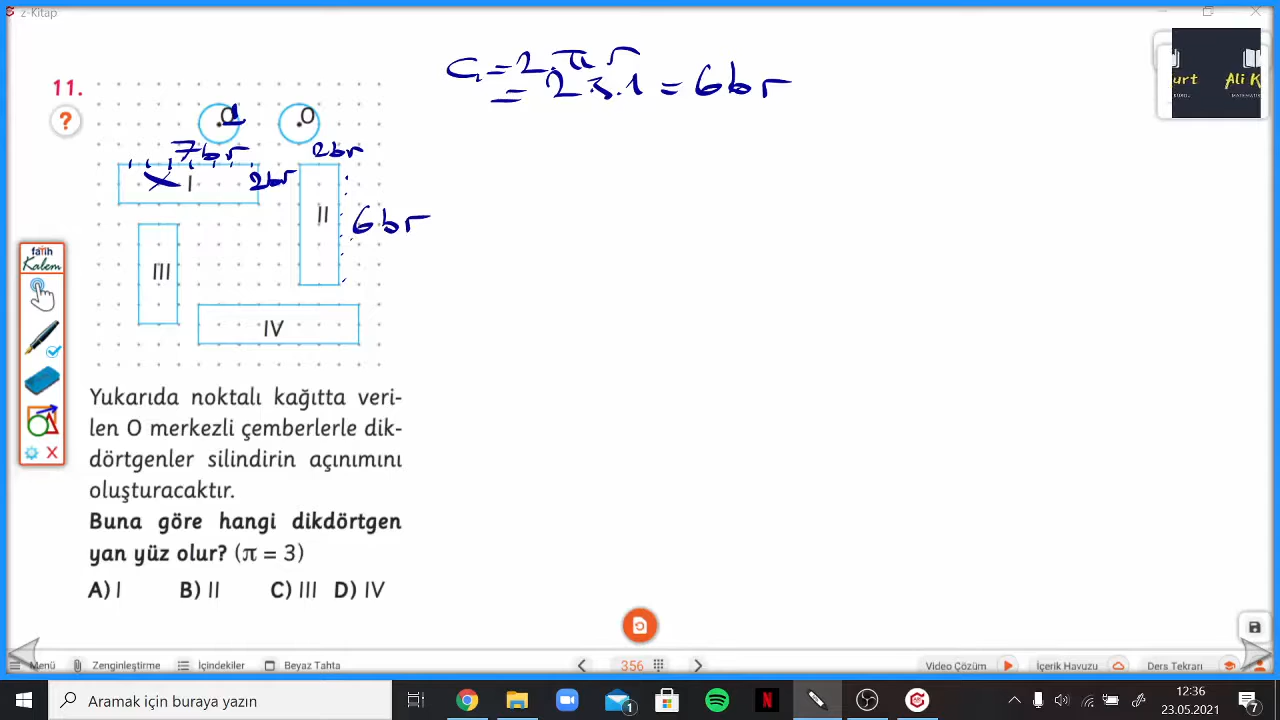 z-Kitap
C = 2.π r
= 2.3.1 = 6br
11.
?
O 1
O
7br
2br
I
2br
II
6br
III
IV
fatih
Kalem
Yukarıda noktalı kağıtta veri-
len O merkezli çemberlerle dik-
dörtgenler silindirin açınımını
oluşturacaktır.
Buna göre hangi dikdörtgen
yan yüz olur? (π = 3)
A) I B) II C) III D) IV
Menü Zenginleştirme İçindekiler Beyaz Tahta 356 Video Çözüm İçerik Havuzu Ders Tekrarı
Aramak için buraya yazın
1
12:36
23.05.2021
7